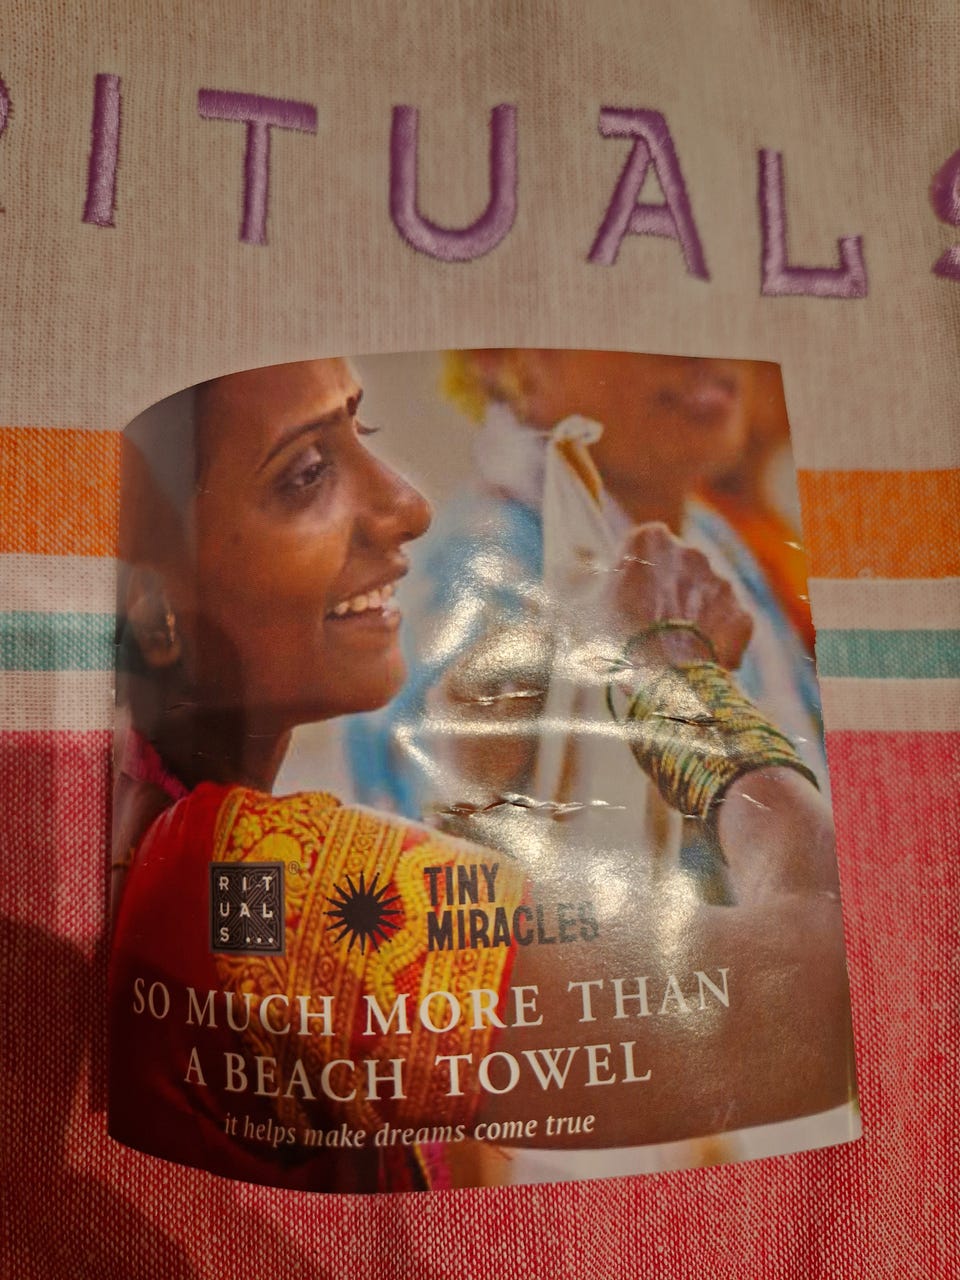 RITUALS
RIT
UAL
S...
®
TINY
MIRACLES
SO MUCH MORE THAN
A BEACH TOWEL
it helps make dreams come true